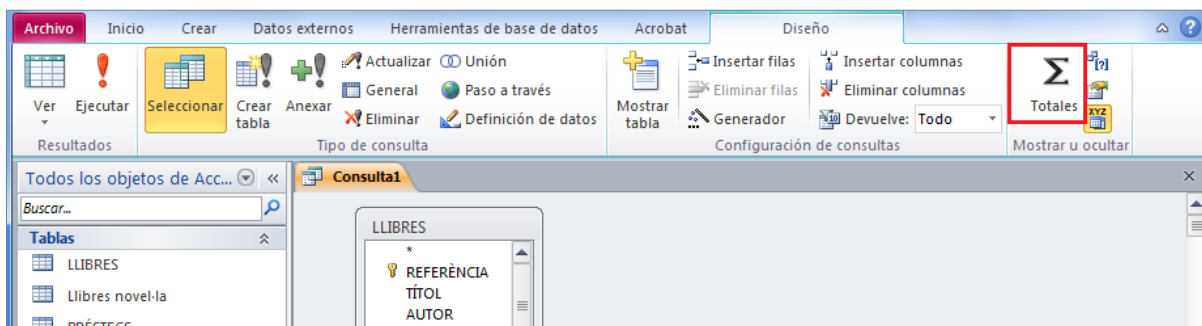 Archivo Inicio Crear Datos externos Herramientas de base de datos Acrobat Diseño
Ver
Ejecutar
Seleccionar
Crear tabla
Anexar
Actualizar Unión
General Paso a través
Eliminar Definición de datos
Mostrar tabla
Insertar filas Insertar columnas
Eliminar filas Eliminar columnas
Generador Devuelve: Todo
Σ
Totales
[?]
XYZ
Resultados Tipo de consulta Configuración de consultas Mostrar u ocultar
Todos los objetos de Acc... «
Buscar...
Tablas
LLIBRES
Llibres novel·la
PRÉSTECS
Consulta1
LLIBRES
*
REFERÈNCIA
TÍTOL
AUTOR